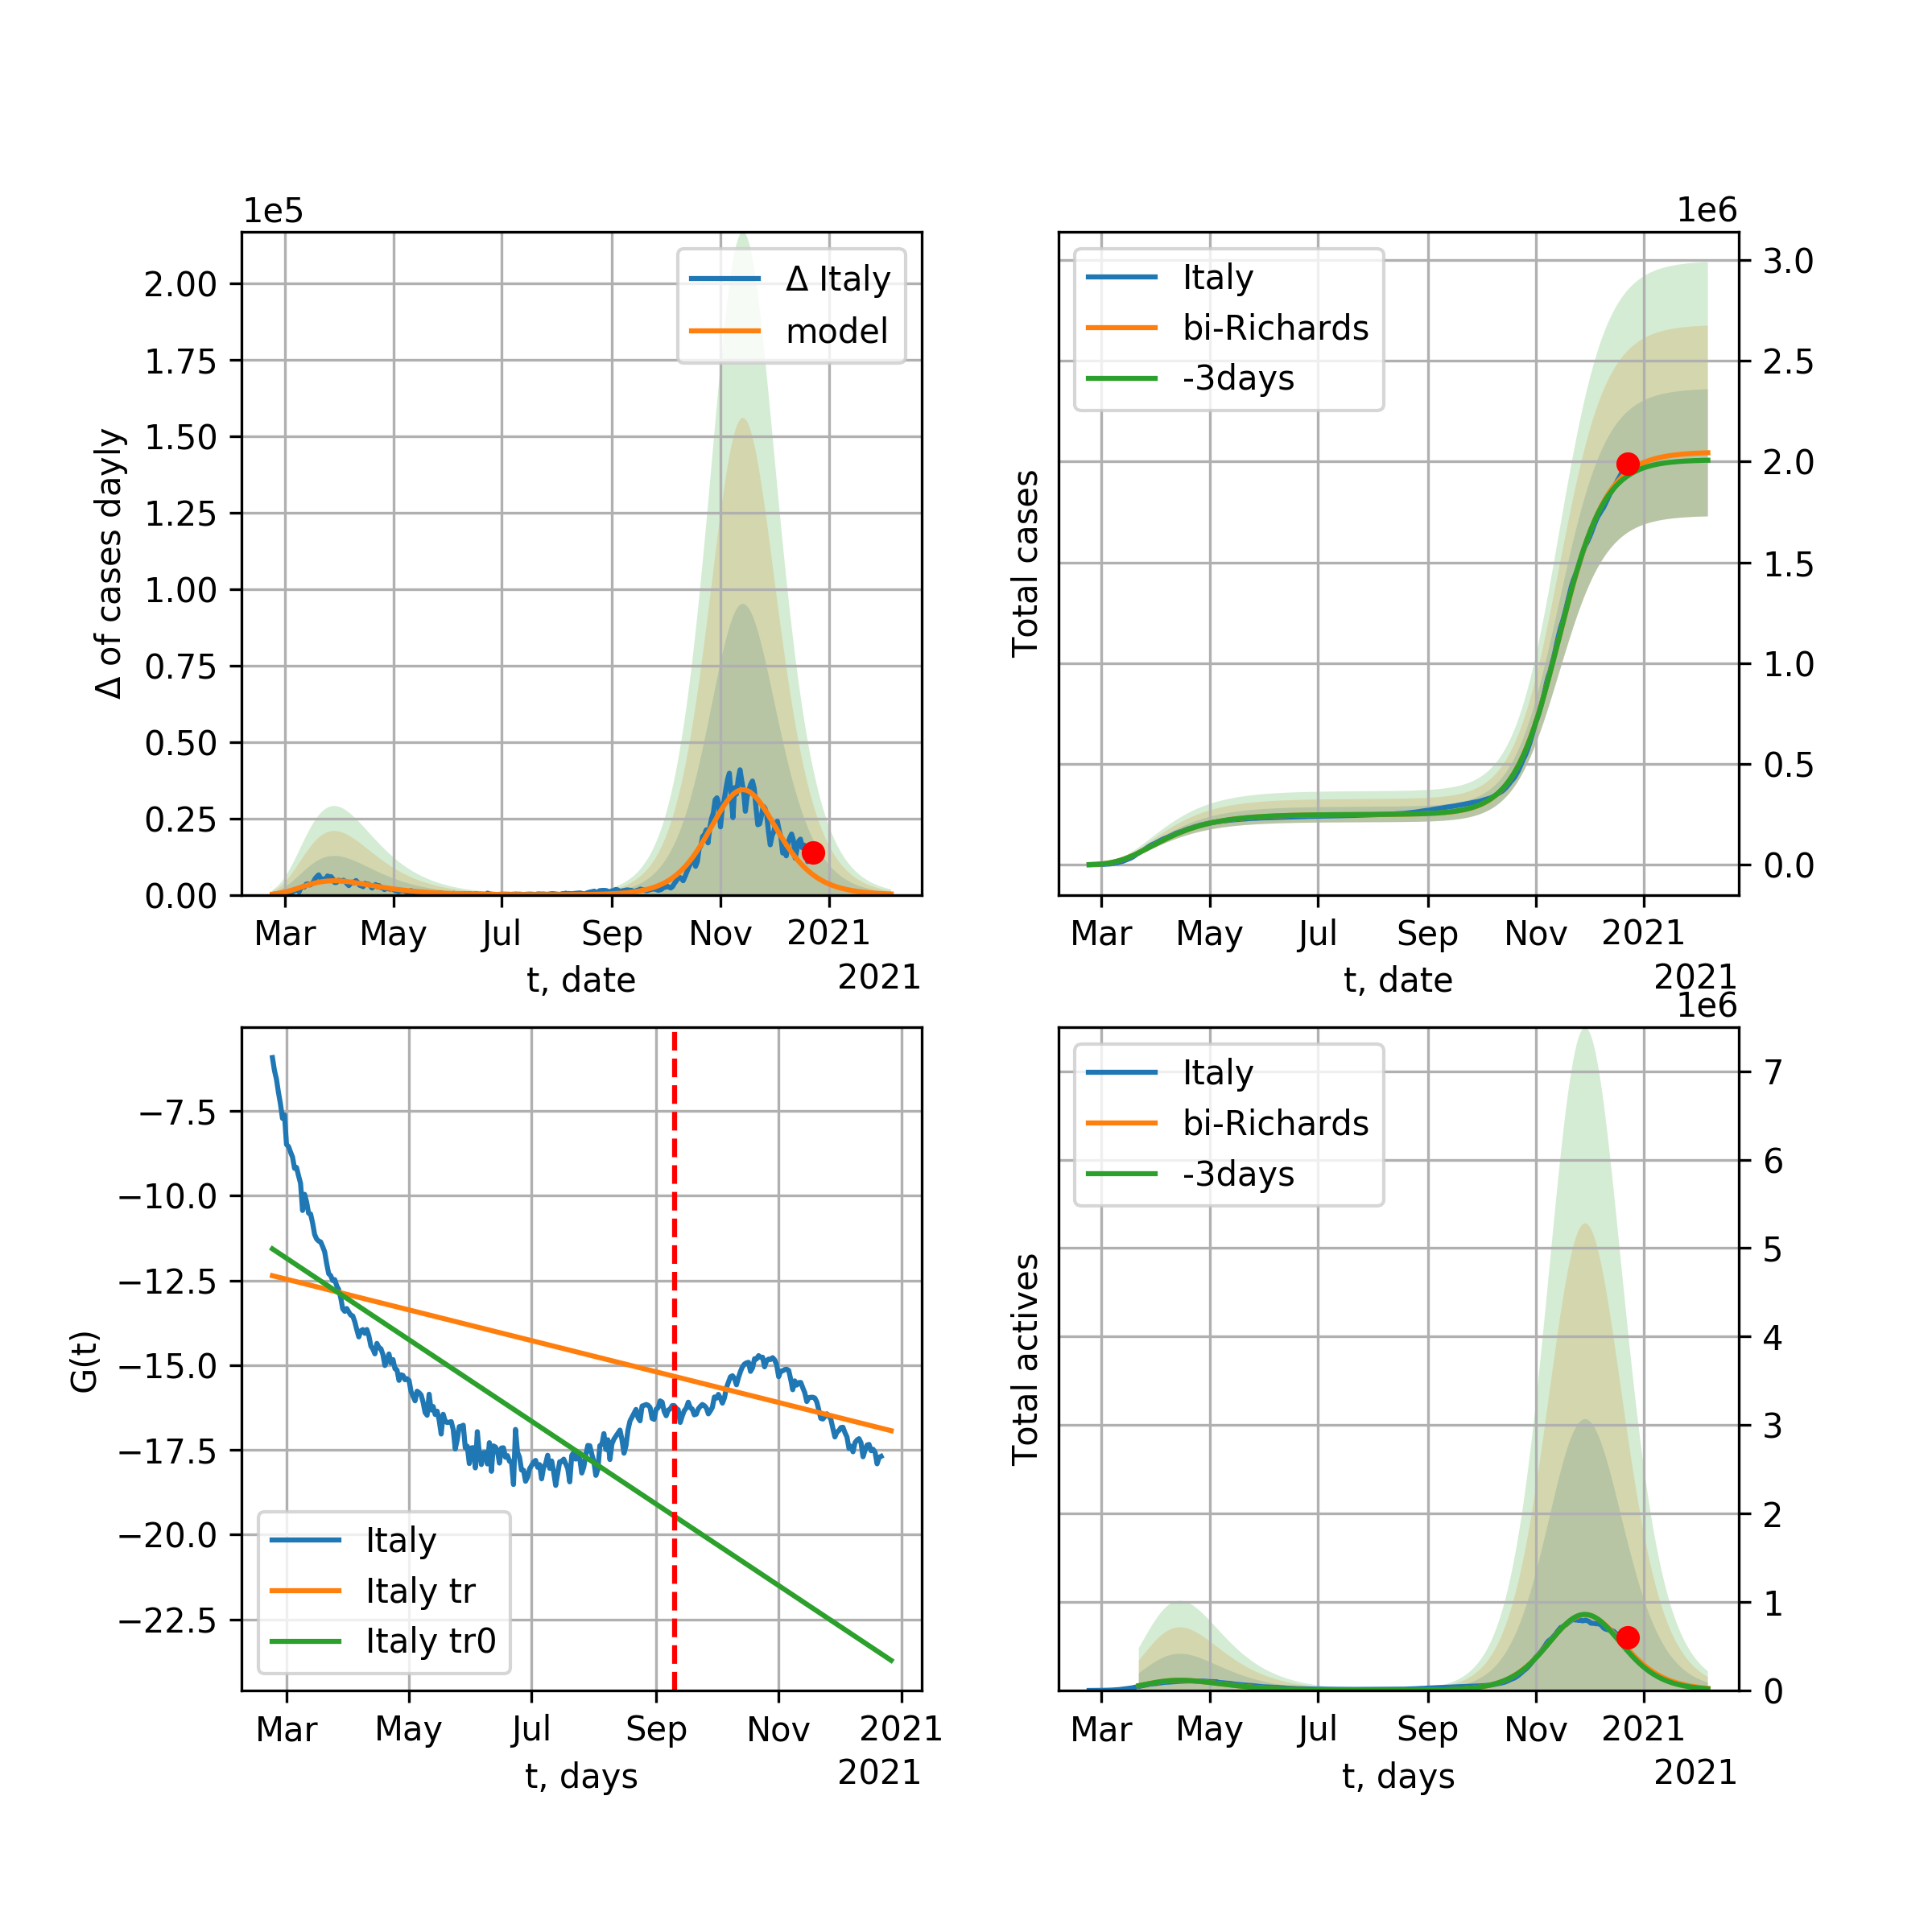 1e5
2.00
1.75
1.50
1.25
1.00
0.75
0.50
0.25
0.00
Δ of cases dayly
Δ Italy
model
Mar May Jul Sep Nov 2021
t, date
2021
1e6
3.0
2.5
2.0
1.5
1.0
0.5
0.0
Total cases
Italy
bi-Richards
-3days
Mar May Jul Sep Nov 2021
t, date
2021
−7.5
−10.0
−12.5
−15.0
−17.5
−20.0
−22.5
G(t)
Italy
Italy tr
Italy tr0
Mar May Jul Sep Nov 2021
t, days
2021
1e6
7
6
5
4
3
2
1
0
Total actives
Italy
bi-Richards
-3days
Mar May Jul Sep Nov 2021
t, days
2021